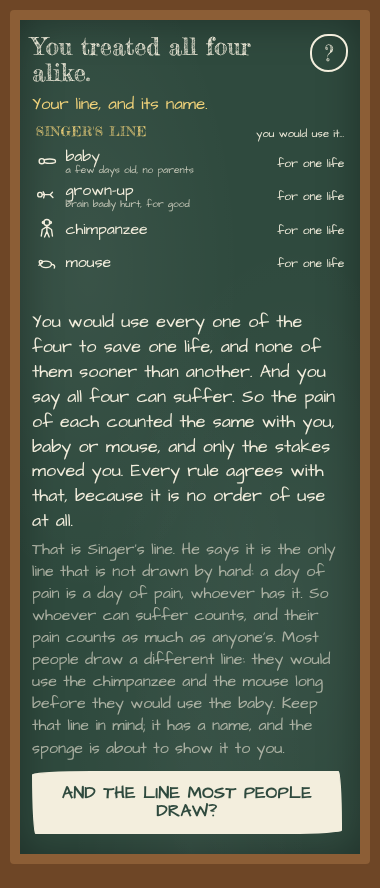 You treated all four
alike.
?
Your line, and its name.
SINGER'S LINE
you would use it..
baby
a few days old, no parents
for one life
grown-up
brain badly hurt, for good
for one life
chimpanzee
for one life
mouse
for one life
You would use every one of the
four to save one life, and none of
them sooner than another. And you
say all four can suffer. So the pain
of each counted the same with you,
baby or mouse, and only the stakes
moved you. Every rule agrees with
that, because it is no order of use
at all.
That is Singer's line. He says it is the only
line that is not drawn by hand: a day of
pain is a day of pain, whoever has it. So
whoever can suffer counts, and their
pain counts as much as anyone's. Most
people draw a different line: they would
use the chimpanzee and the mouse long
before they would use the baby. Keep
that line in mind; it has a name, and the
sponge is about to show it to you.
AND THE LINE MOST PEOPLE
DRAW?